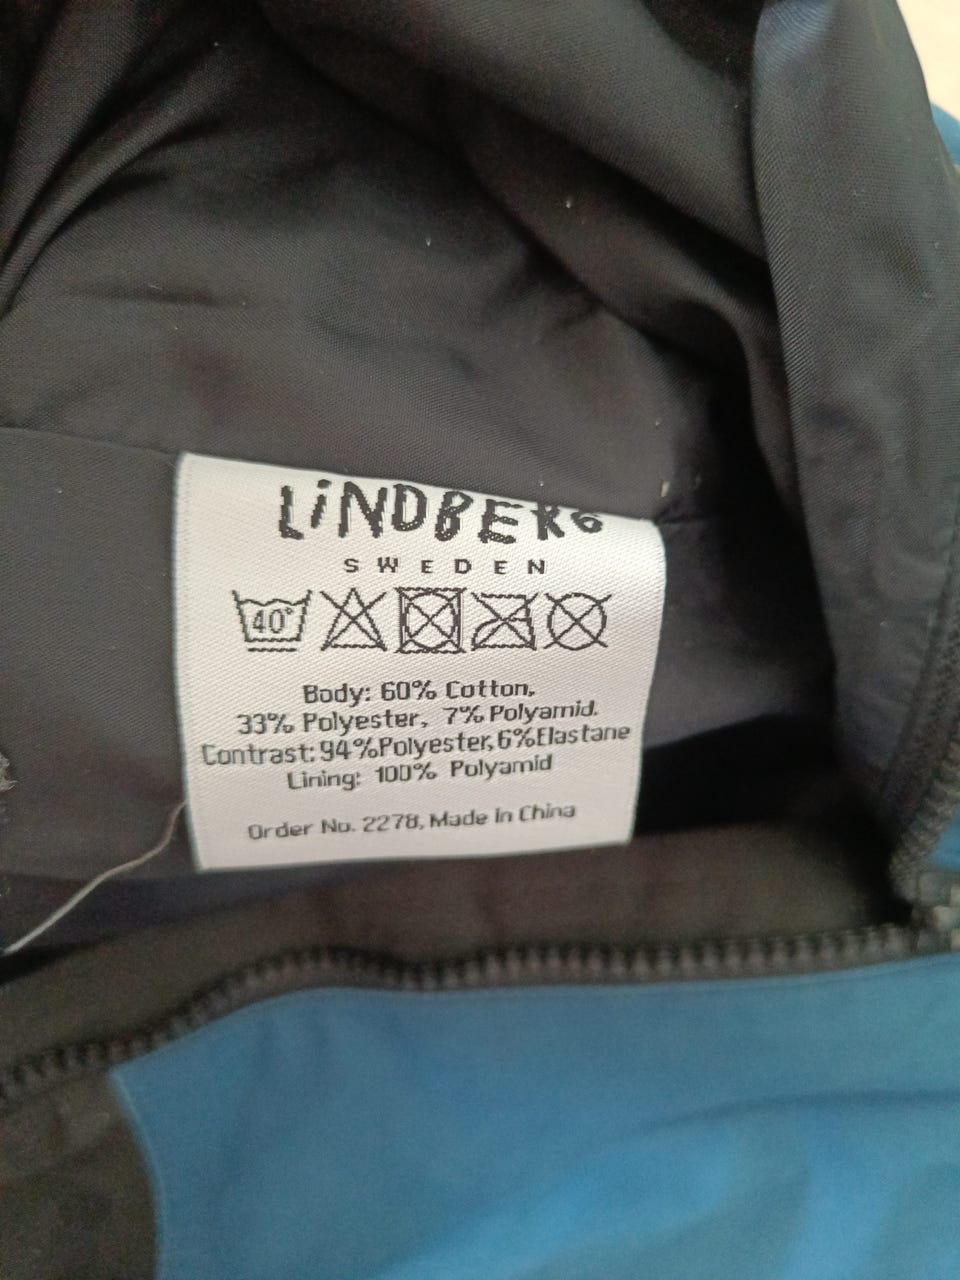 LiNDBERG
SWEDEN
40°
Body: 60% Cotton,
33% Polyester, 7% Polyamid.
Contrast: 94%Polyester, 6%Elastane
Lining: 100% Polyamid
Order No. 2278, Made in China